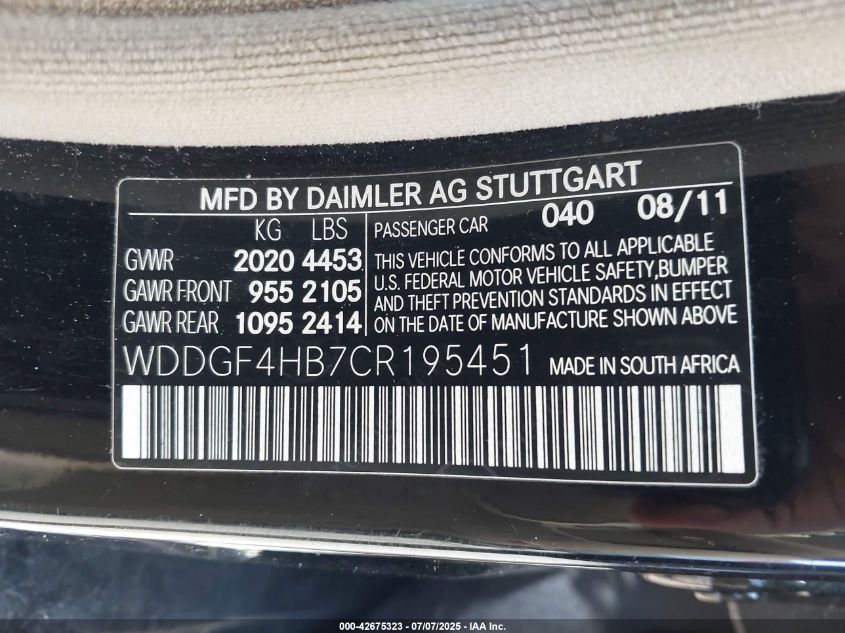 MFD BY DAIMLER AG STUTTGART
KG LBS
GVWR 2020 4453
GAWR FRONT 955 2105
GAWR REAR 1095 2414
PASSENGER CAR 040 08/11
THIS VEHICLE CONFORMS TO ALL APPLICABLE
U.S. FEDERAL MOTOR VEHICLE SAFETY,BUMPER
AND THEFT PREVENTION STANDARDS IN EFFECT
ON THE DATE OF MANUFACTURE SHOWN ABOVE
WDDGF4HB7CR195451 MADE IN SOUTH AFRICA
000-42675323 / 07/07/2025 - IAA Inc.